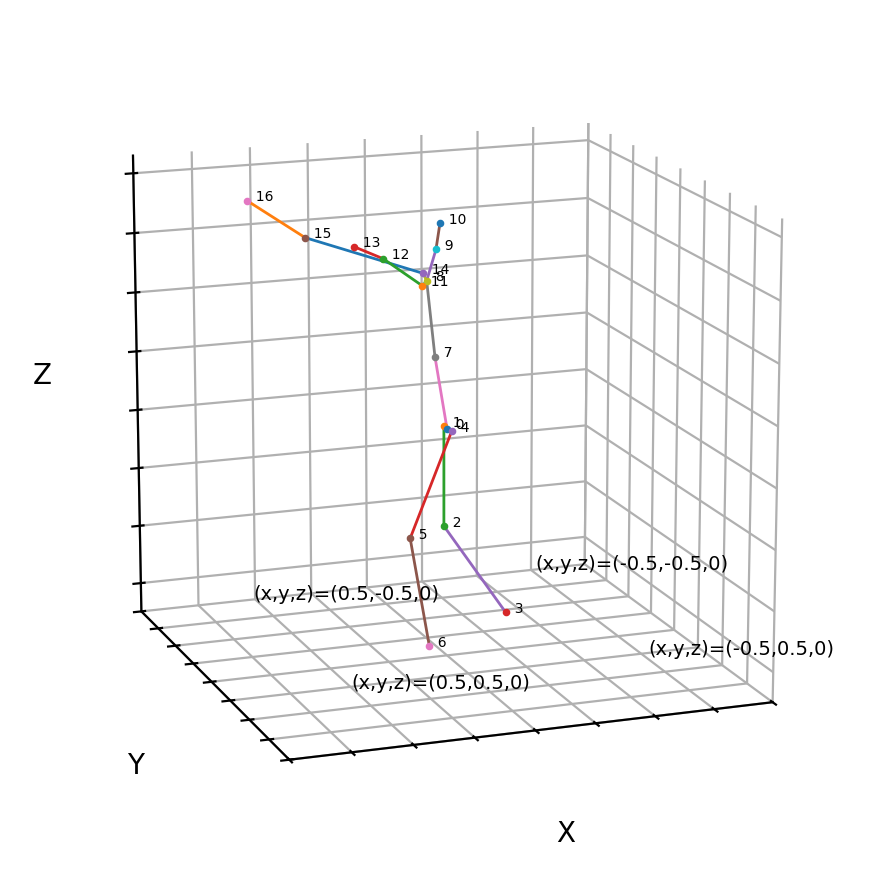 16
10
15
13
9
12
14
8
11
Z
7
1
0
4
2
5
(x,y,z)=(-0.5,-0.5,0)
(x,y,z)=(0.5,-0.5,0)
3
6
(x,y,z)=(-0.5,0.5,0)
(x,y,z)=(0.5,0.5,0)
Y
X